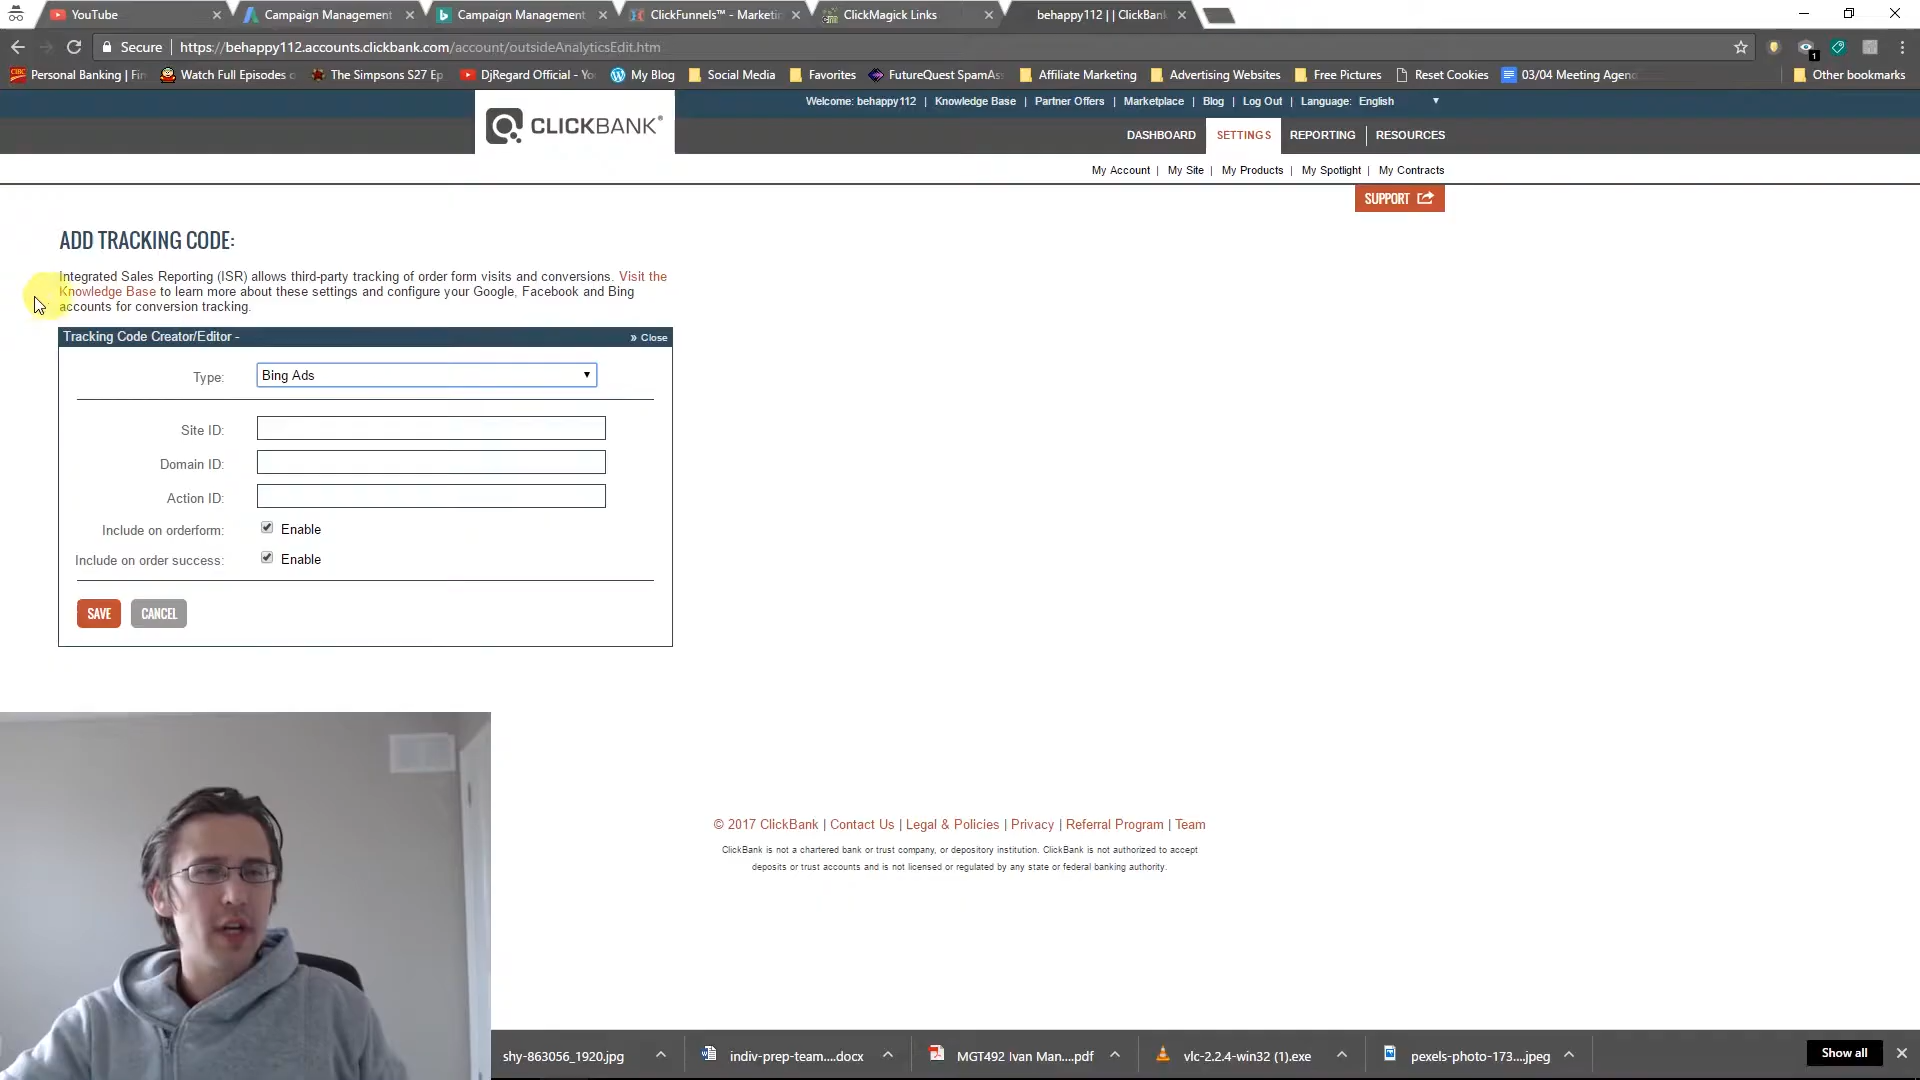 YouTube
Campaign Management
Campaign Management
ClickFunnels™ - Marketin
ClickMagick Links
behappy112 | | ClickBank
Secure
https://behappy112.accounts.clickbank.com/account/outsideAnalyticsEdit.htm
1
CIBC
Personal Banking | Fin
Watch Full Episodes o
The Simpsons S27 Ep
DjRegard Official - Yo
My Blog
Social Media
Favorites
FutureQuest SpamAs
Affiliate Marketing
Advertising Websites
Free Pictures
Reset Cookies
03/04 Meeting Agend
Other bookmarks
Welcome: behappy112 | Knowledge Base | Partner Offers | Marketplace | Blog | Log Out | Language: English
CLICKBANK®
DASHBOARD
SETTINGS
REPORTING
RESOURCES
My Account | My Site | My Products | My Spotlight | My Contracts
SUPPORT
ADD TRACKING CODE:
Integrated Sales Reporting (ISR) allows third-party tracking of order form visits and conversions. Visit the
Knowledge Base to learn more about these settings and configure your Google, Facebook and Bing
accounts for conversion tracking.
Tracking Code Creator/Editor -
» Close
Type:
Bing Ads
Site ID:
Domain ID:
Action ID:
Include on orderform:
Enable
Include on order success:
Enable
SAVE
CANCEL
© 2017 ClickBank | Contact Us | Legal & Policies | Privacy | Referral Program | Team
ClickBank is not a chartered bank or trust company, or depository institution. ClickBank is not authorized to accept
deposits or trust accounts and is not licensed or regulated by any state or federal banking authority.
shy-863056_1920.jpg
indiv-prep-team....docx
MGT492 Ivan Man....pdf
vlc-2.2.4-win32 (1).exe
pexels-photo-173....jpeg
Show all